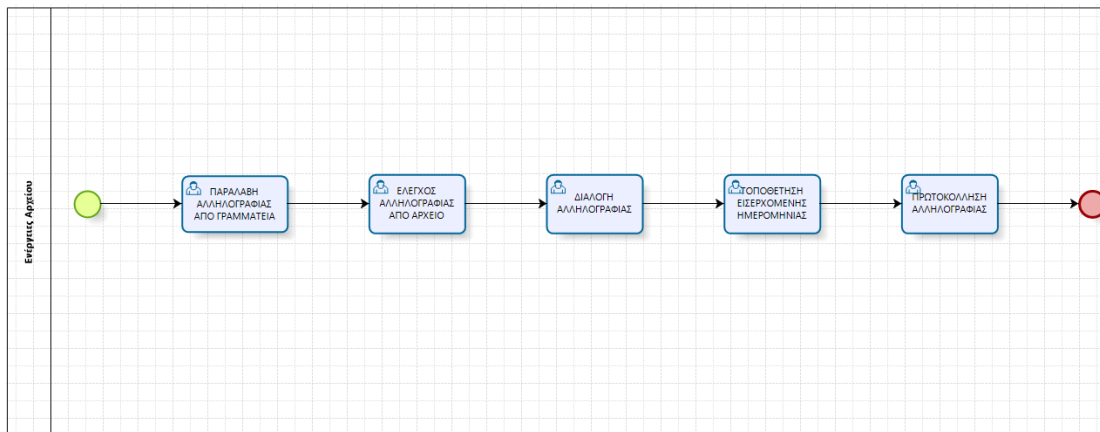 Ενέργειες Αρχείου
ΠΑΡΑΛΑΒΗ
ΑΛΛΗΛΟΓΡΑΦΙΑΣ
ΑΠΟ ΓΡΑΜΜΑΤΕΙΑ
ΕΛΕΓΧΟΣ
ΑΛΛΗΛΟΓΡΑΦΙΑΣ
ΑΠΟ ΑΡΧΕΙΟ
ΔΙΑΛΟΓΗ
ΑΛΛΗΛΟΓΡΑΦΙΑΣ
ΤΟΠΟΘΕΤΗΣΗ
ΕΙΣΕΡΧΟΜΕΝΗΣ
ΗΜΕΡΟΜΗΝΙΑΣ
ΠΡΩΤΟΚΟΛΛΗΣΗ
ΑΛΛΗΛΟΓΡΑΦΙΑΣ